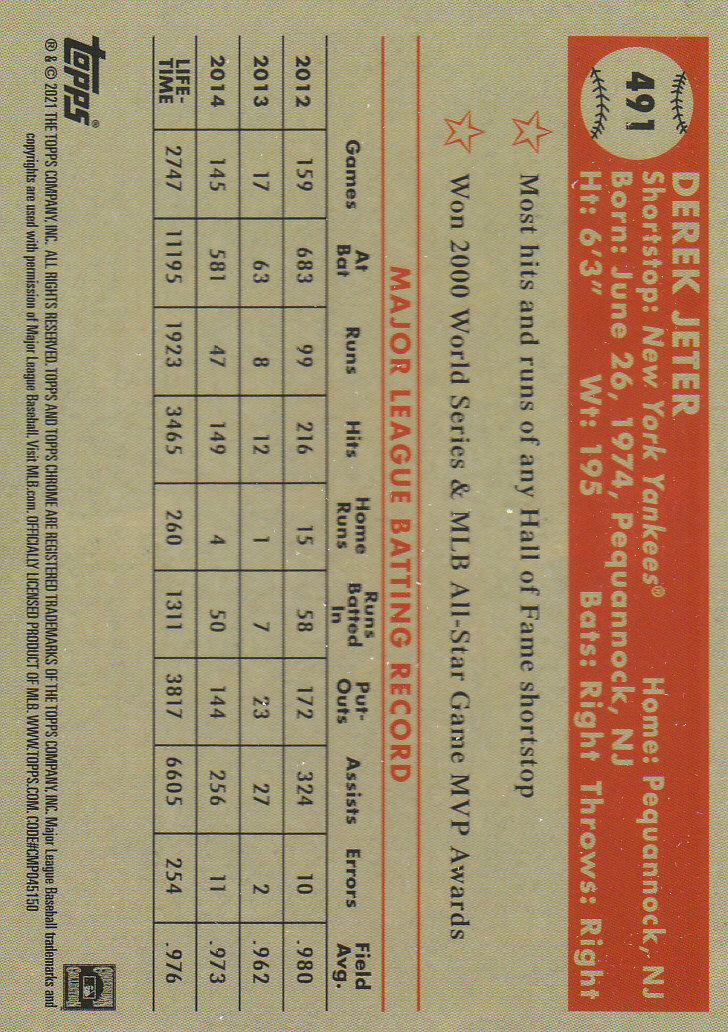 491
DEREK JETER
Shortstop: New York Yankees® Home: Pequannock, NJ
Born: June 26, 1974, Pequannock, NJ
Ht: 6'3" Wt: 195 Bats: Right Throws: Right
Most hits and runs of any Hall of Fame shortstop
Won 2000 World Series & MLB All-Star Game MVP Awards
MAJOR LEAGUE BATTING RECORD
Games At Bat Runs Hits Home Runs Runs Batted In Put-Outs Assists Errors Field Avg.
2012 159 683 99 216 15 58 172 324 10 .980
2013 17 63 8 12 1 7 23 27 2 .962
2014 145 581 47 149 4 50 144 256 11 .973
LIFE-TIME 2747 11195 1923 3465 260 1311 3817 6605 254 .976
topps®
® & © 2021 THE TOPPS COMPANY, INC. ALL RIGHTS RESERVED. TOPPS AND TOPPS CHROME ARE REGISTERED TRADEMARKS OF THE TOPPS COMPANY, INC. Major League Baseball trademarks and
copyrights are used with permission of Major League Baseball. Visit MLB.com. OFFICIALLY LICENSED PRODUCT OF MLB. WWW.TOPPS.COM. CODE#CMP045150
COOPERSTOWN
COLLECTION